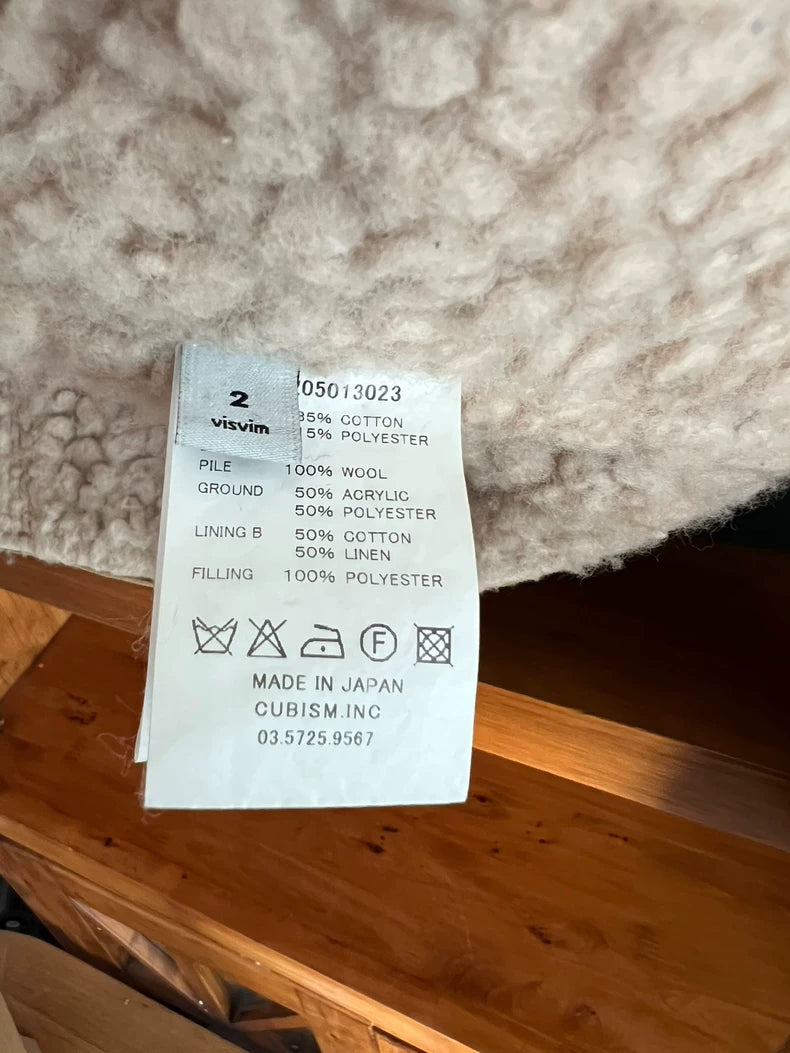 2
visvim
05013023
COTTON
5% POLYESTER
PILE 100% WOOL
GROUND 50% ACRYLIC
50% POLYESTER
LINING B 50% COTTON
50% LINEN
FILLING 100% POLYESTER
F
MADE IN JAPAN
CUBISM.INC
03.5725.9567